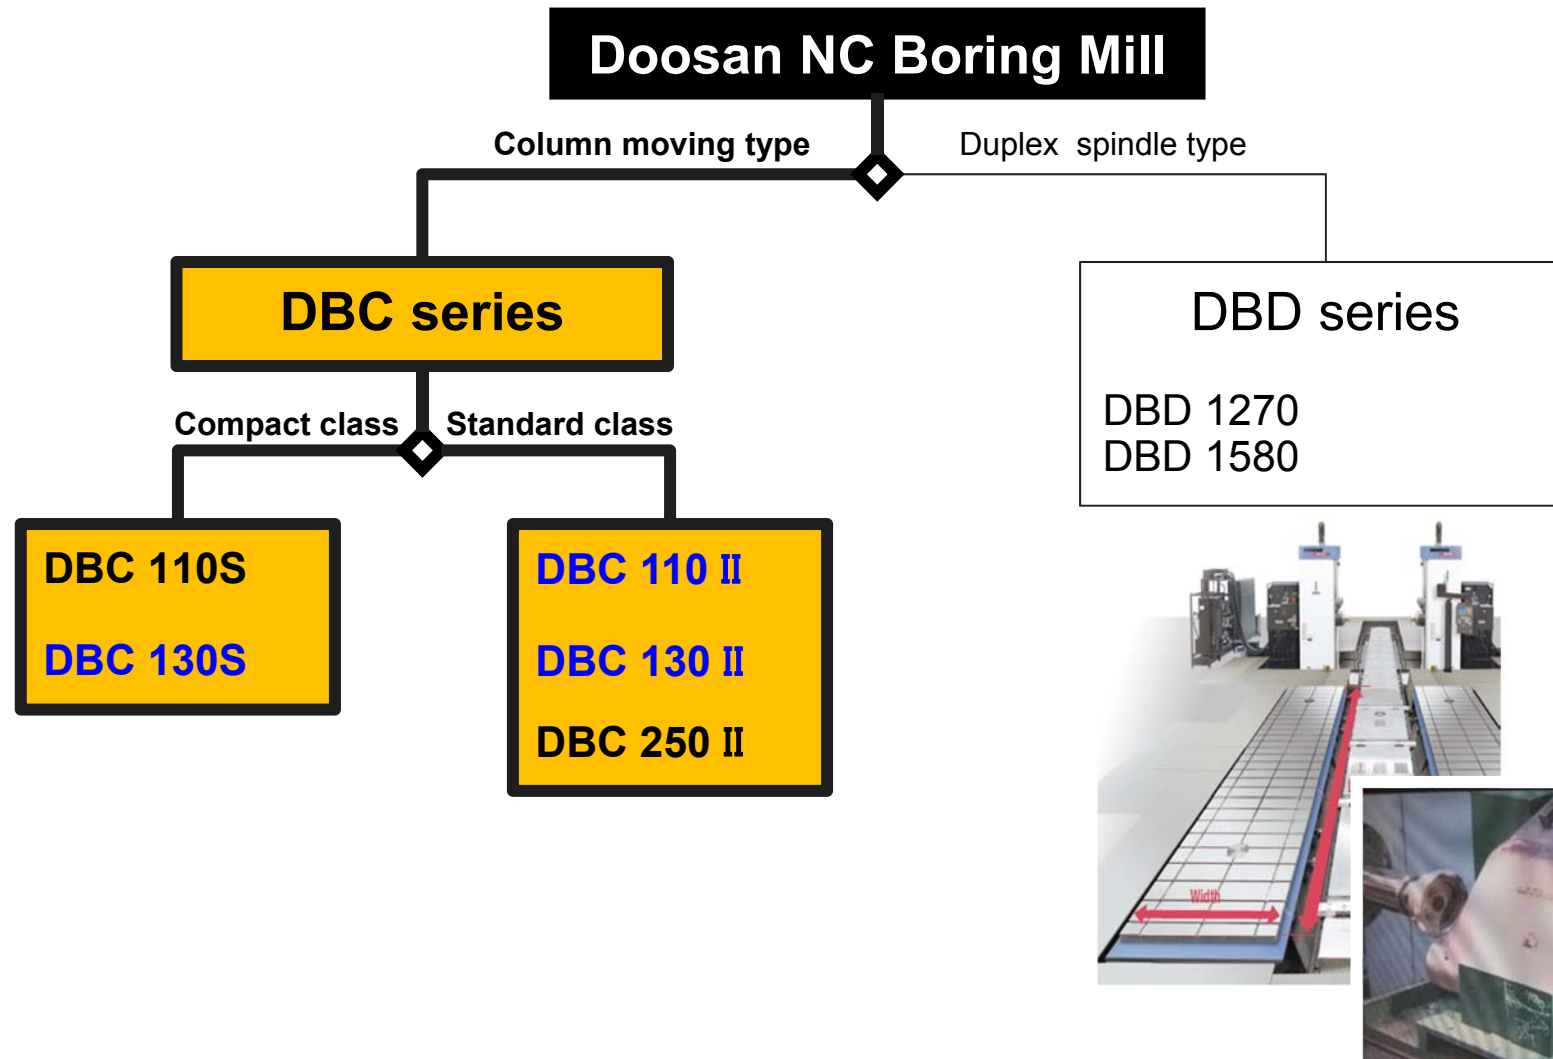 Doosan NC Boring Mill
Column moving type
Duplex spindle type
DBC series
DBD series
DBD 1270
DBD 1580
Compact class
Standard class
DBC 110S
DBC 130S
DBC 110 II
DBC 130 II
DBC 250 II
Width